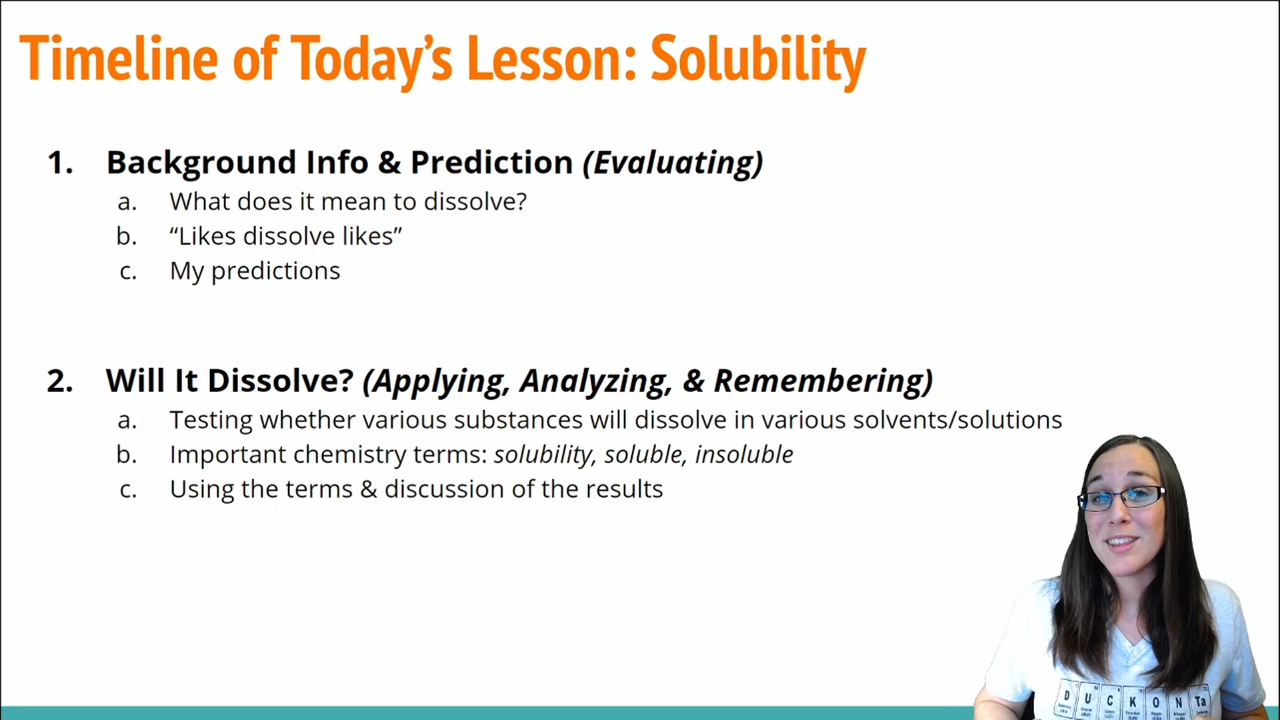 Timeline of Today’s Lesson: Solubility
1. Background Info & Prediction (Evaluating)
a. What does it mean to dissolve?
b. “Likes dissolve likes”
c. My predictions
2. Will It Dissolve? (Applying, Analyzing, & Remembering)
a. Testing whether various substances will dissolve in various solvents/solutions
b. Important chemistry terms: solubility, soluble, insoluble
c. Using the terms & discussion of the results
D U C K O N Ta